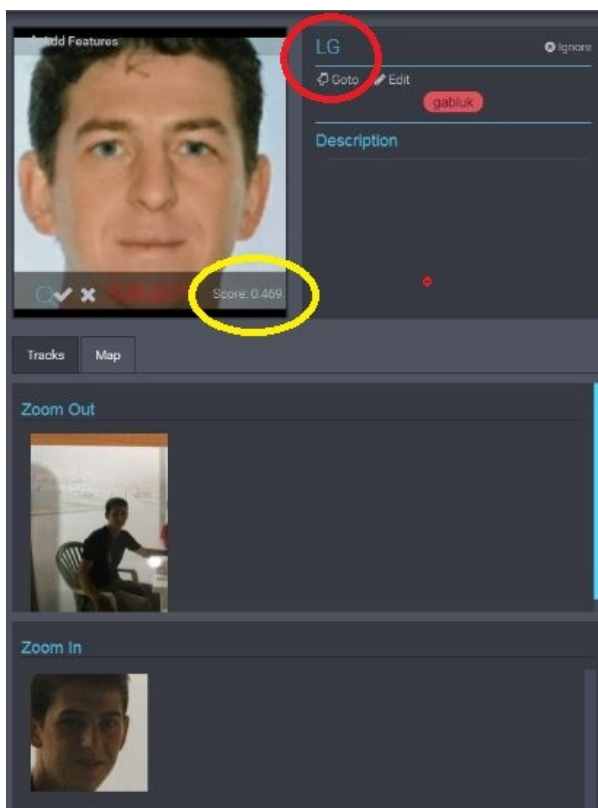 Add Features
LG
Ignore
Goto
Edit
gabluk
Description
Score: 0.469
Tracks
Map
Zoom Out
Zoom In